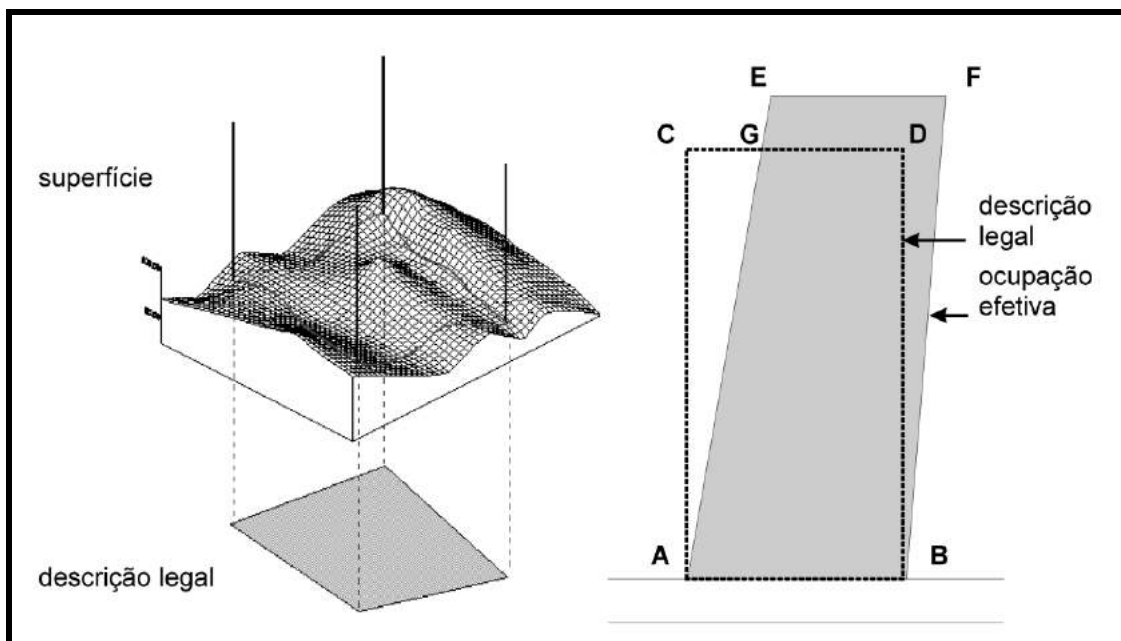 superfície
descrição legal
E
F
C
G
D
descrição
legal
ocupação
efetiva
A
B